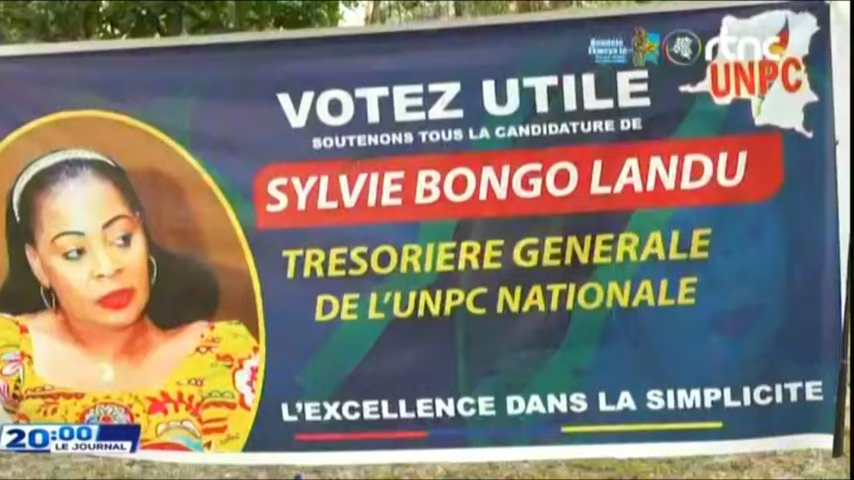 rtnc
UNPC
VOTEZ UTILE
SOUTENONS TOUS LA CANDIDATURE DE
SYLVIE BONGO LANDU
TRESORIERE GENERALE
DE L'UNPC NATIONALE
L'EXCELLENCE DANS LA SIMPLICITE
20:00
LE JOURNAL